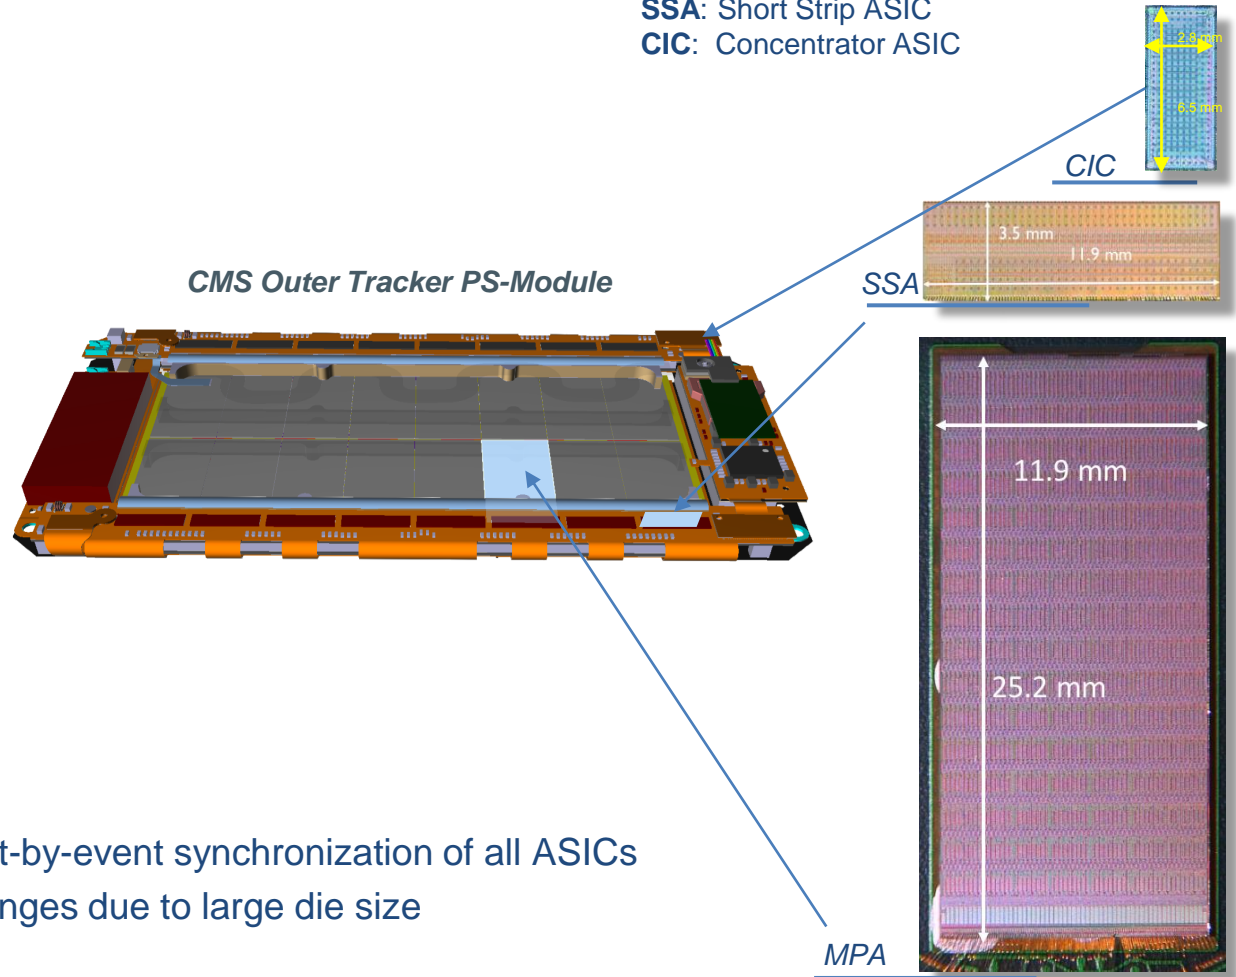 SSA: Short Strip ASIC
CIC: Concentrator ASIC
2.8 mm
6.5 mm
CIC
3.5 mm
11.9 mm
SSA
CMS Outer Tracker PS-Module
11.9 mm
25.2 mm
t-by-event synchronization of all ASICs
nges due to large die size
MPA